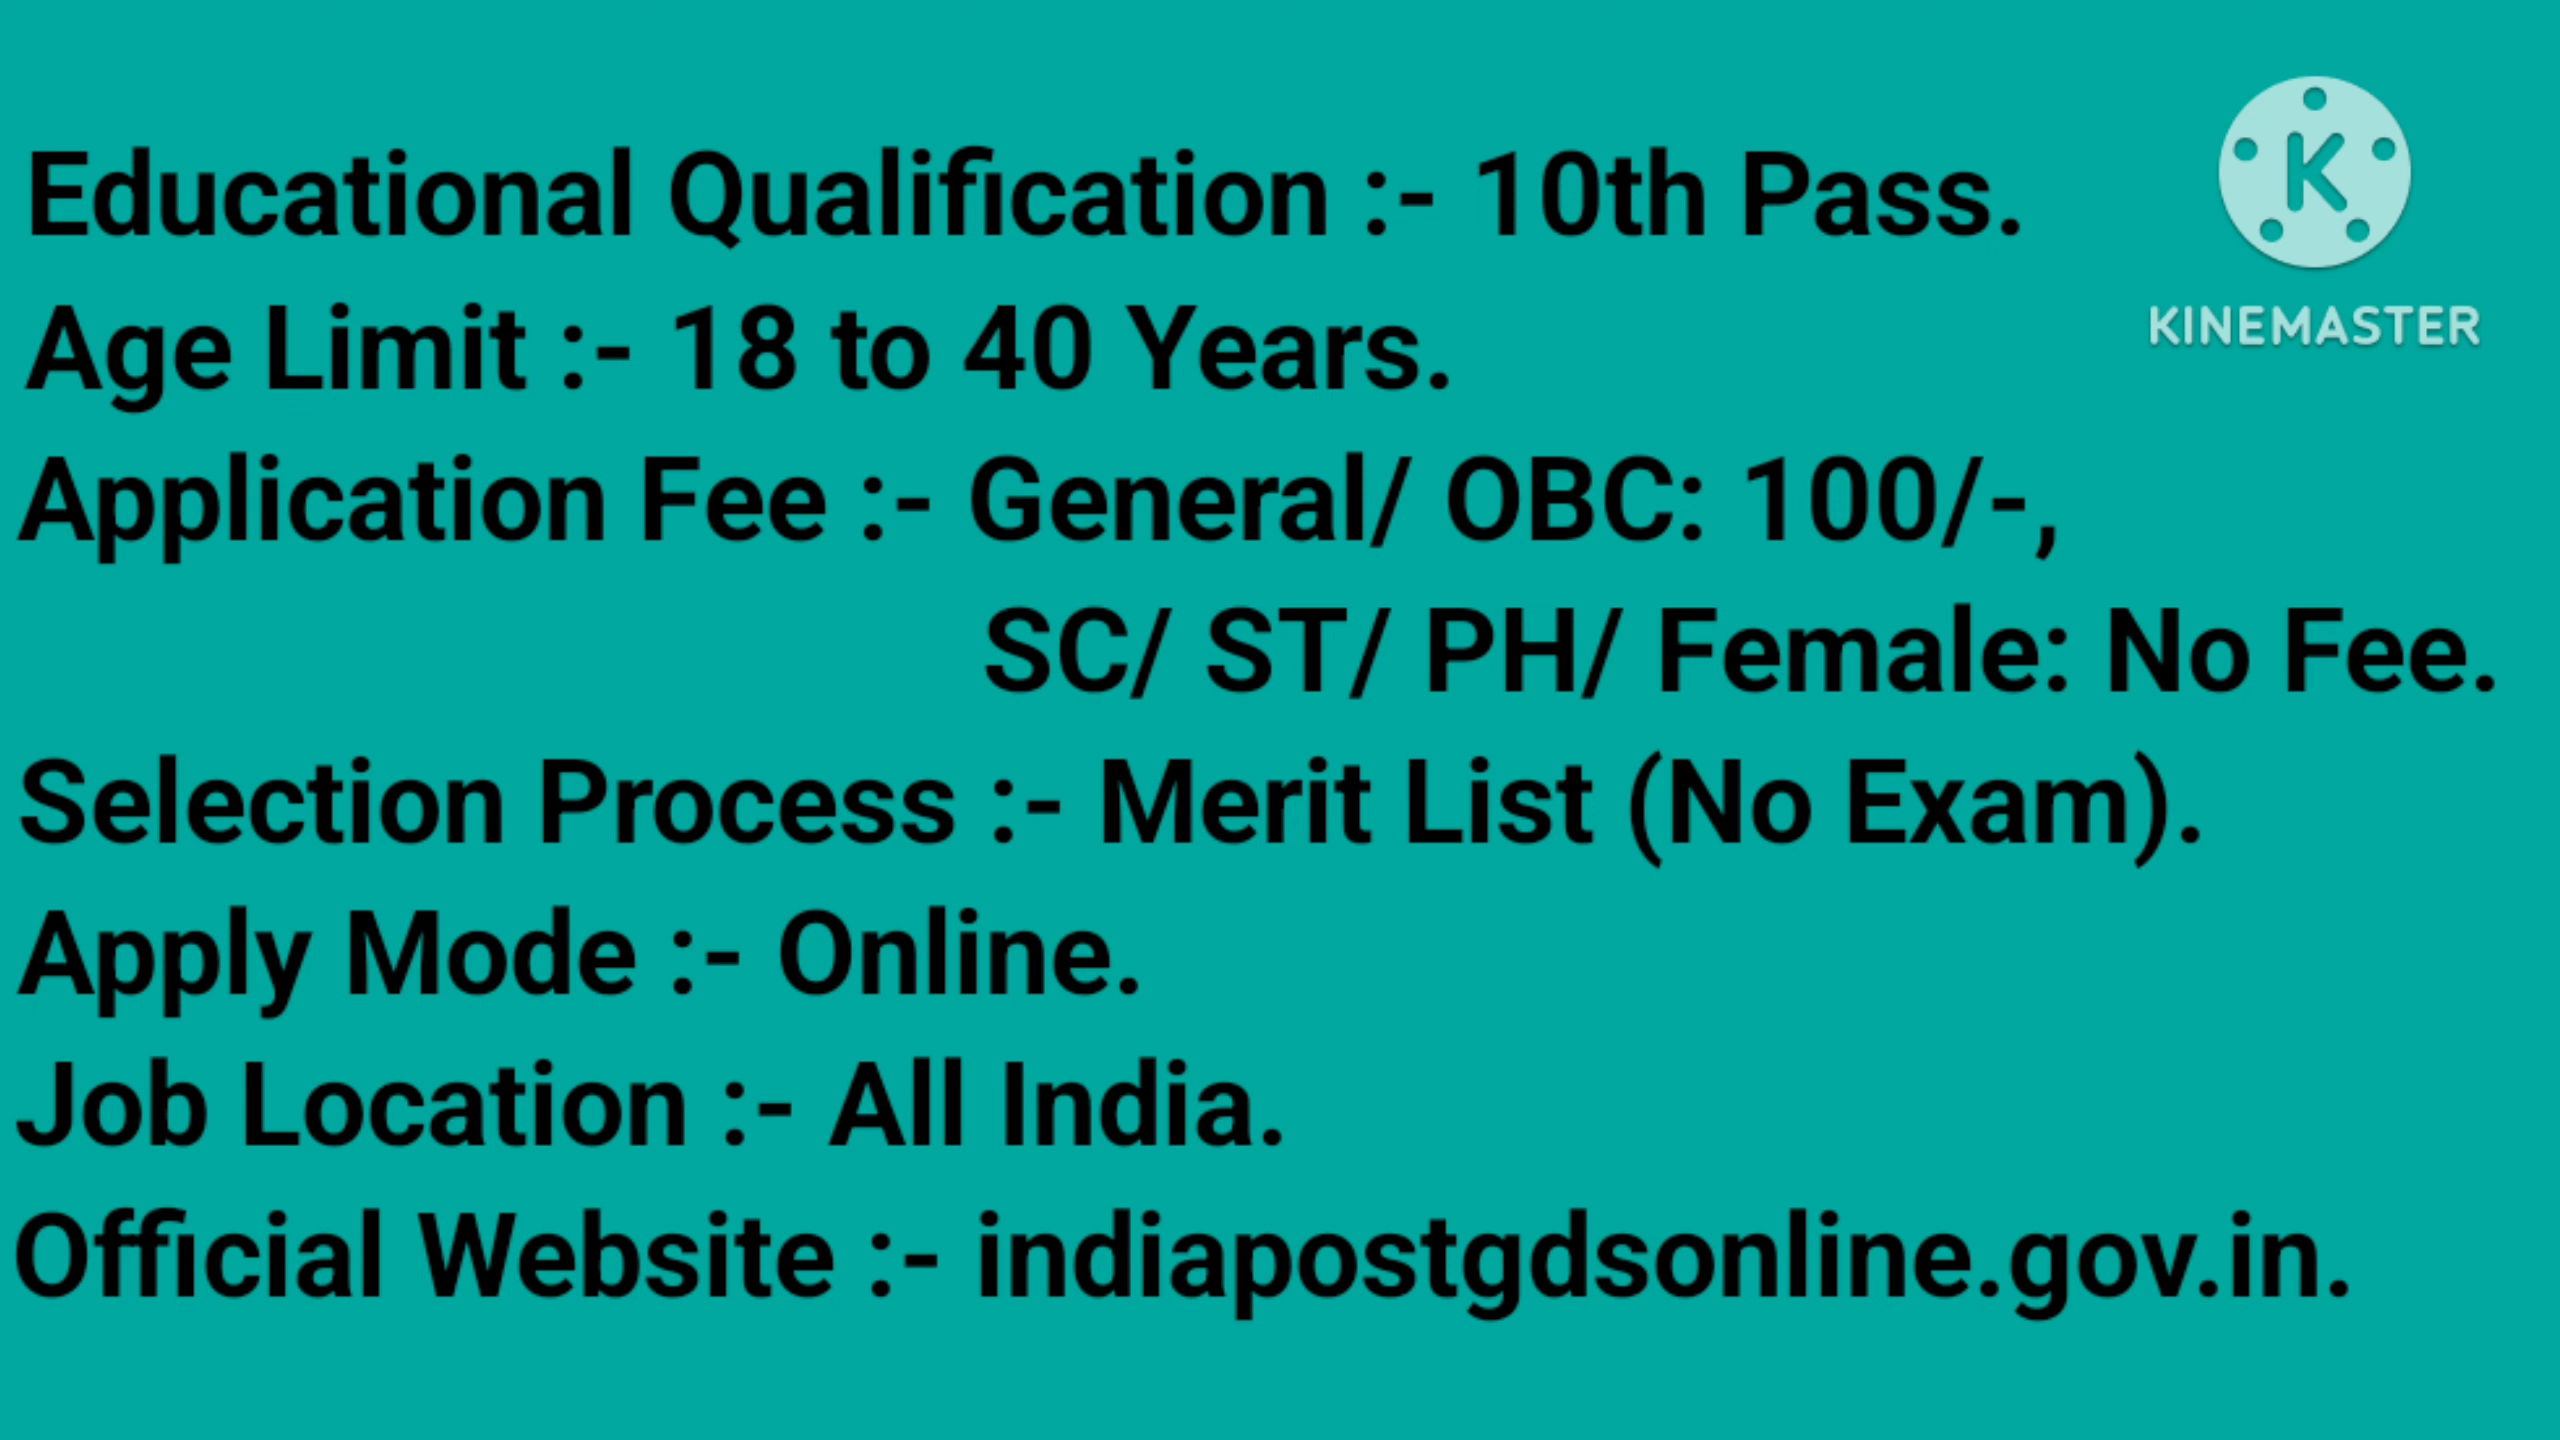 Educational Qualification :- 10th Pass.
KINEMASTER
Age Limit :- 18 to 40 Years.
Application Fee :- General/ OBC: 100/-,
SC/ ST/ PH/ Female: No Fee.
Selection Process :- Merit List (No Exam).
Apply Mode :- Online.
Job Location :- All India.
Official Website :- indiapostgdsonline.gov.in.